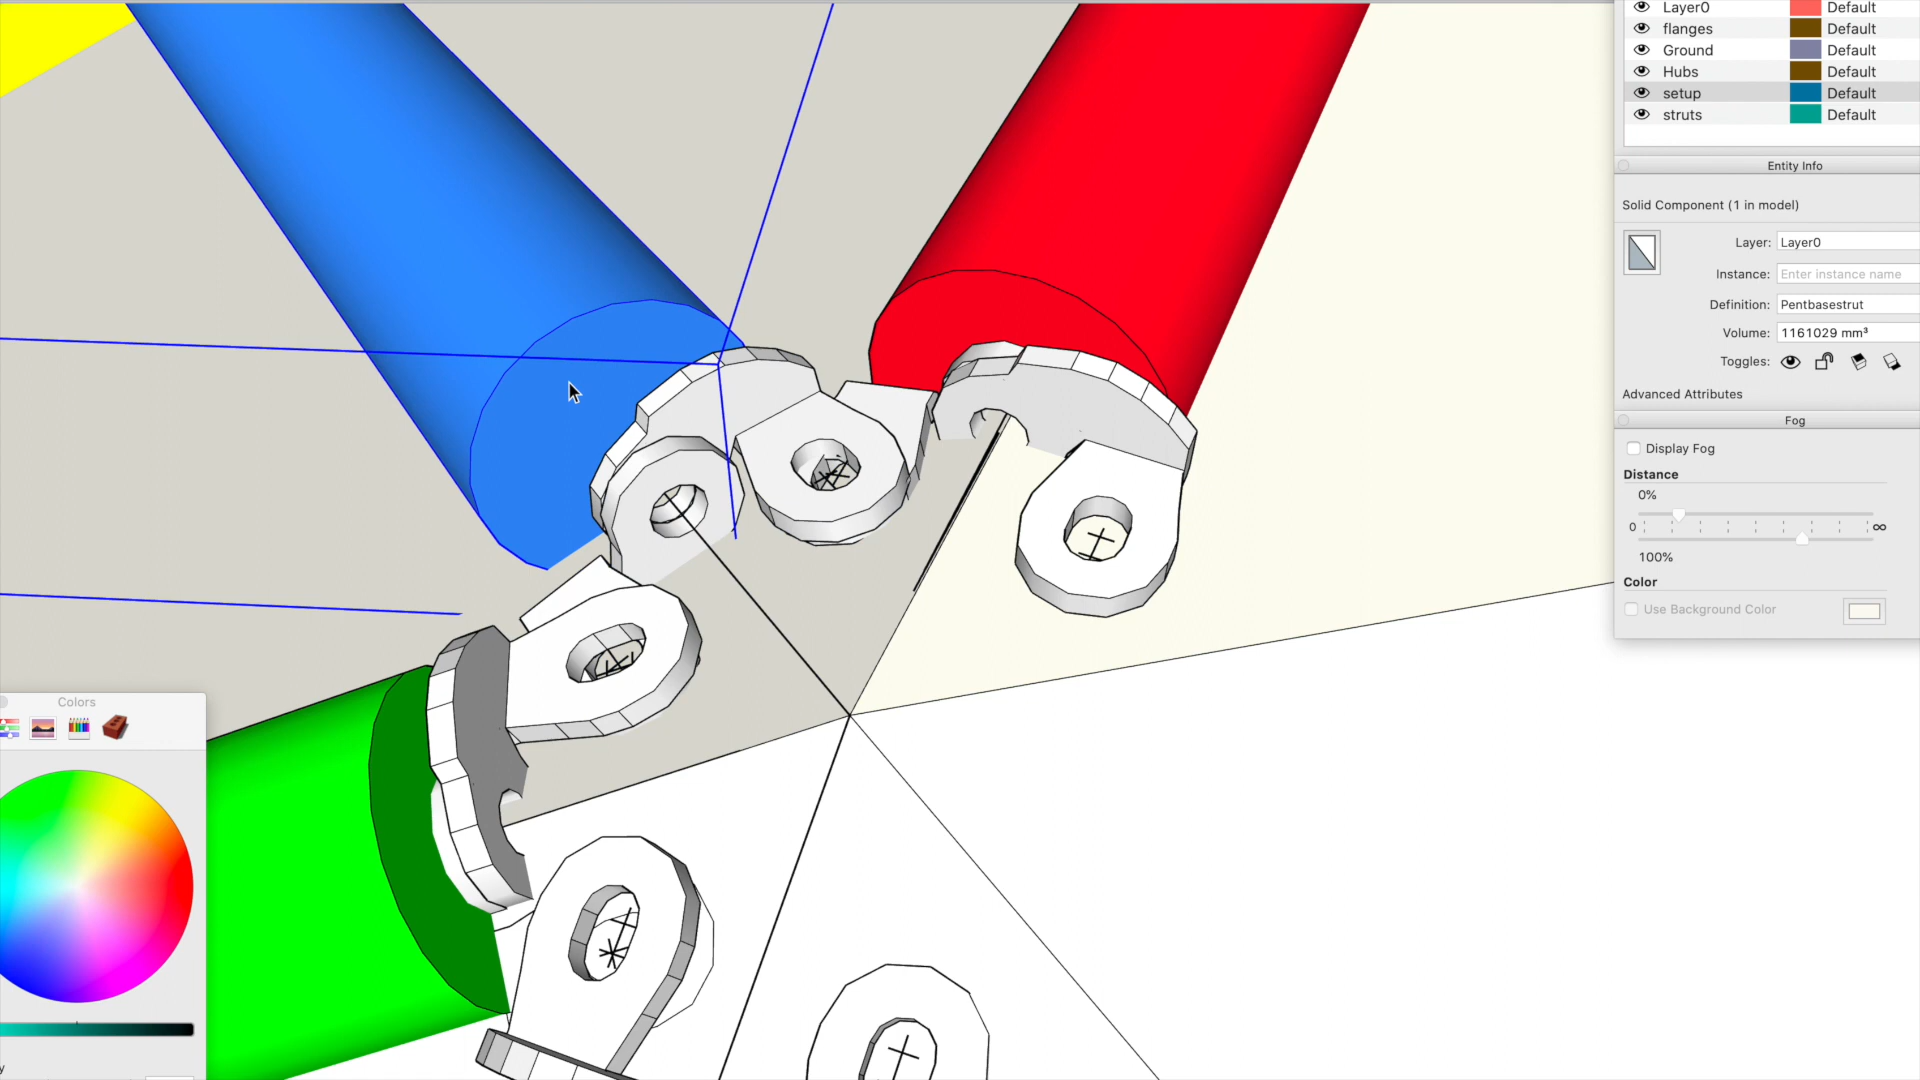 Layer0 Default
flanges Default
Ground Default
Hubs Default
setup Default
struts Default
Entity Info
Solid Component (1 in model)
Layer: Layer0
Instance: Enter instance name
Definition: Pentbasestrut
Volume: 1161029 mm³
Toggles:
Advanced Attributes
Fog
Display Fog
Distance
0%
0 ∞
100%
Color
Use Background Color
Colors
y